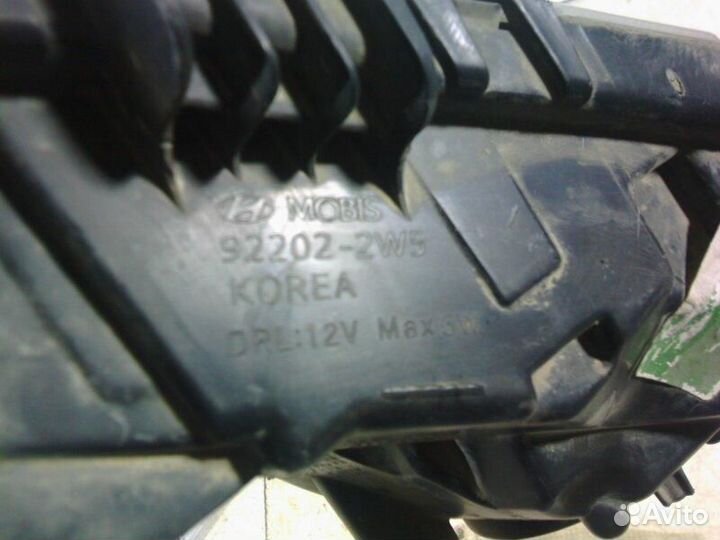 MOBIS
92202-2W5
KOREA
DRL:12V Max
Avito